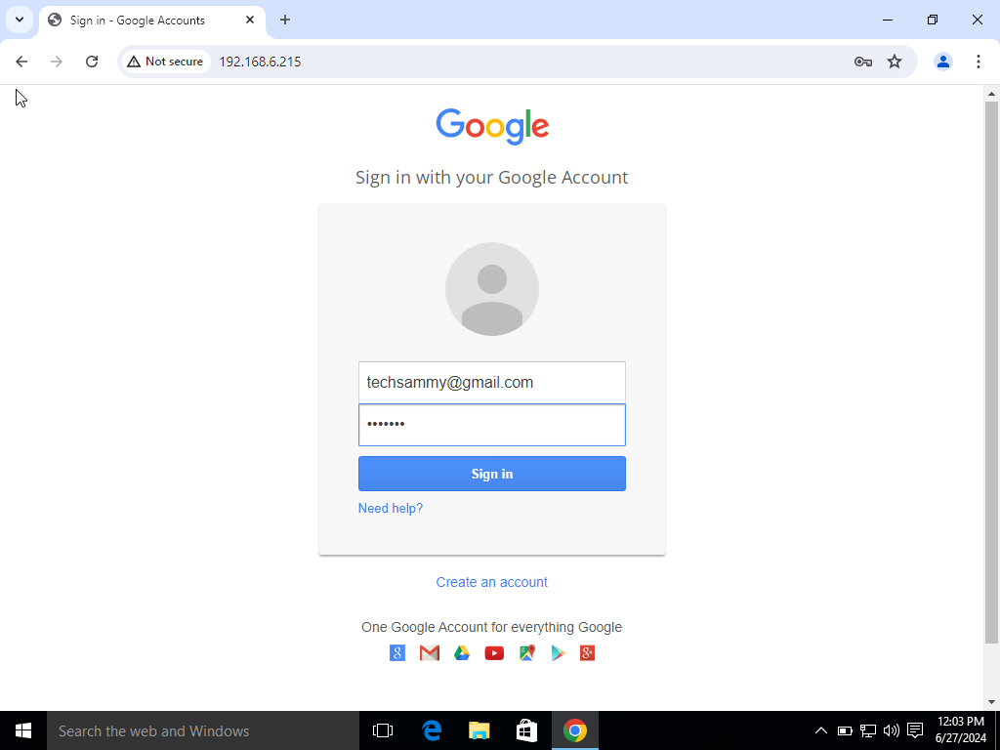 Sign in - Google Accounts
Not secure
192.168.6.215
Google
Sign in with your Google Account
techsammy@gmail.com
•••••••
Sign in
Need help?
Create an account
One Google Account for everything Google
Search the web and Windows
12:03 PM
6/27/2024